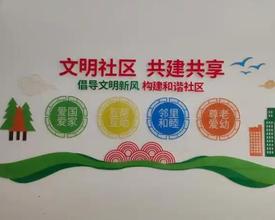 文明社区 共建共享
倡导文明新风 构建和谐社区
爱国 邻里 尊老
爱家 和睦 爱幼